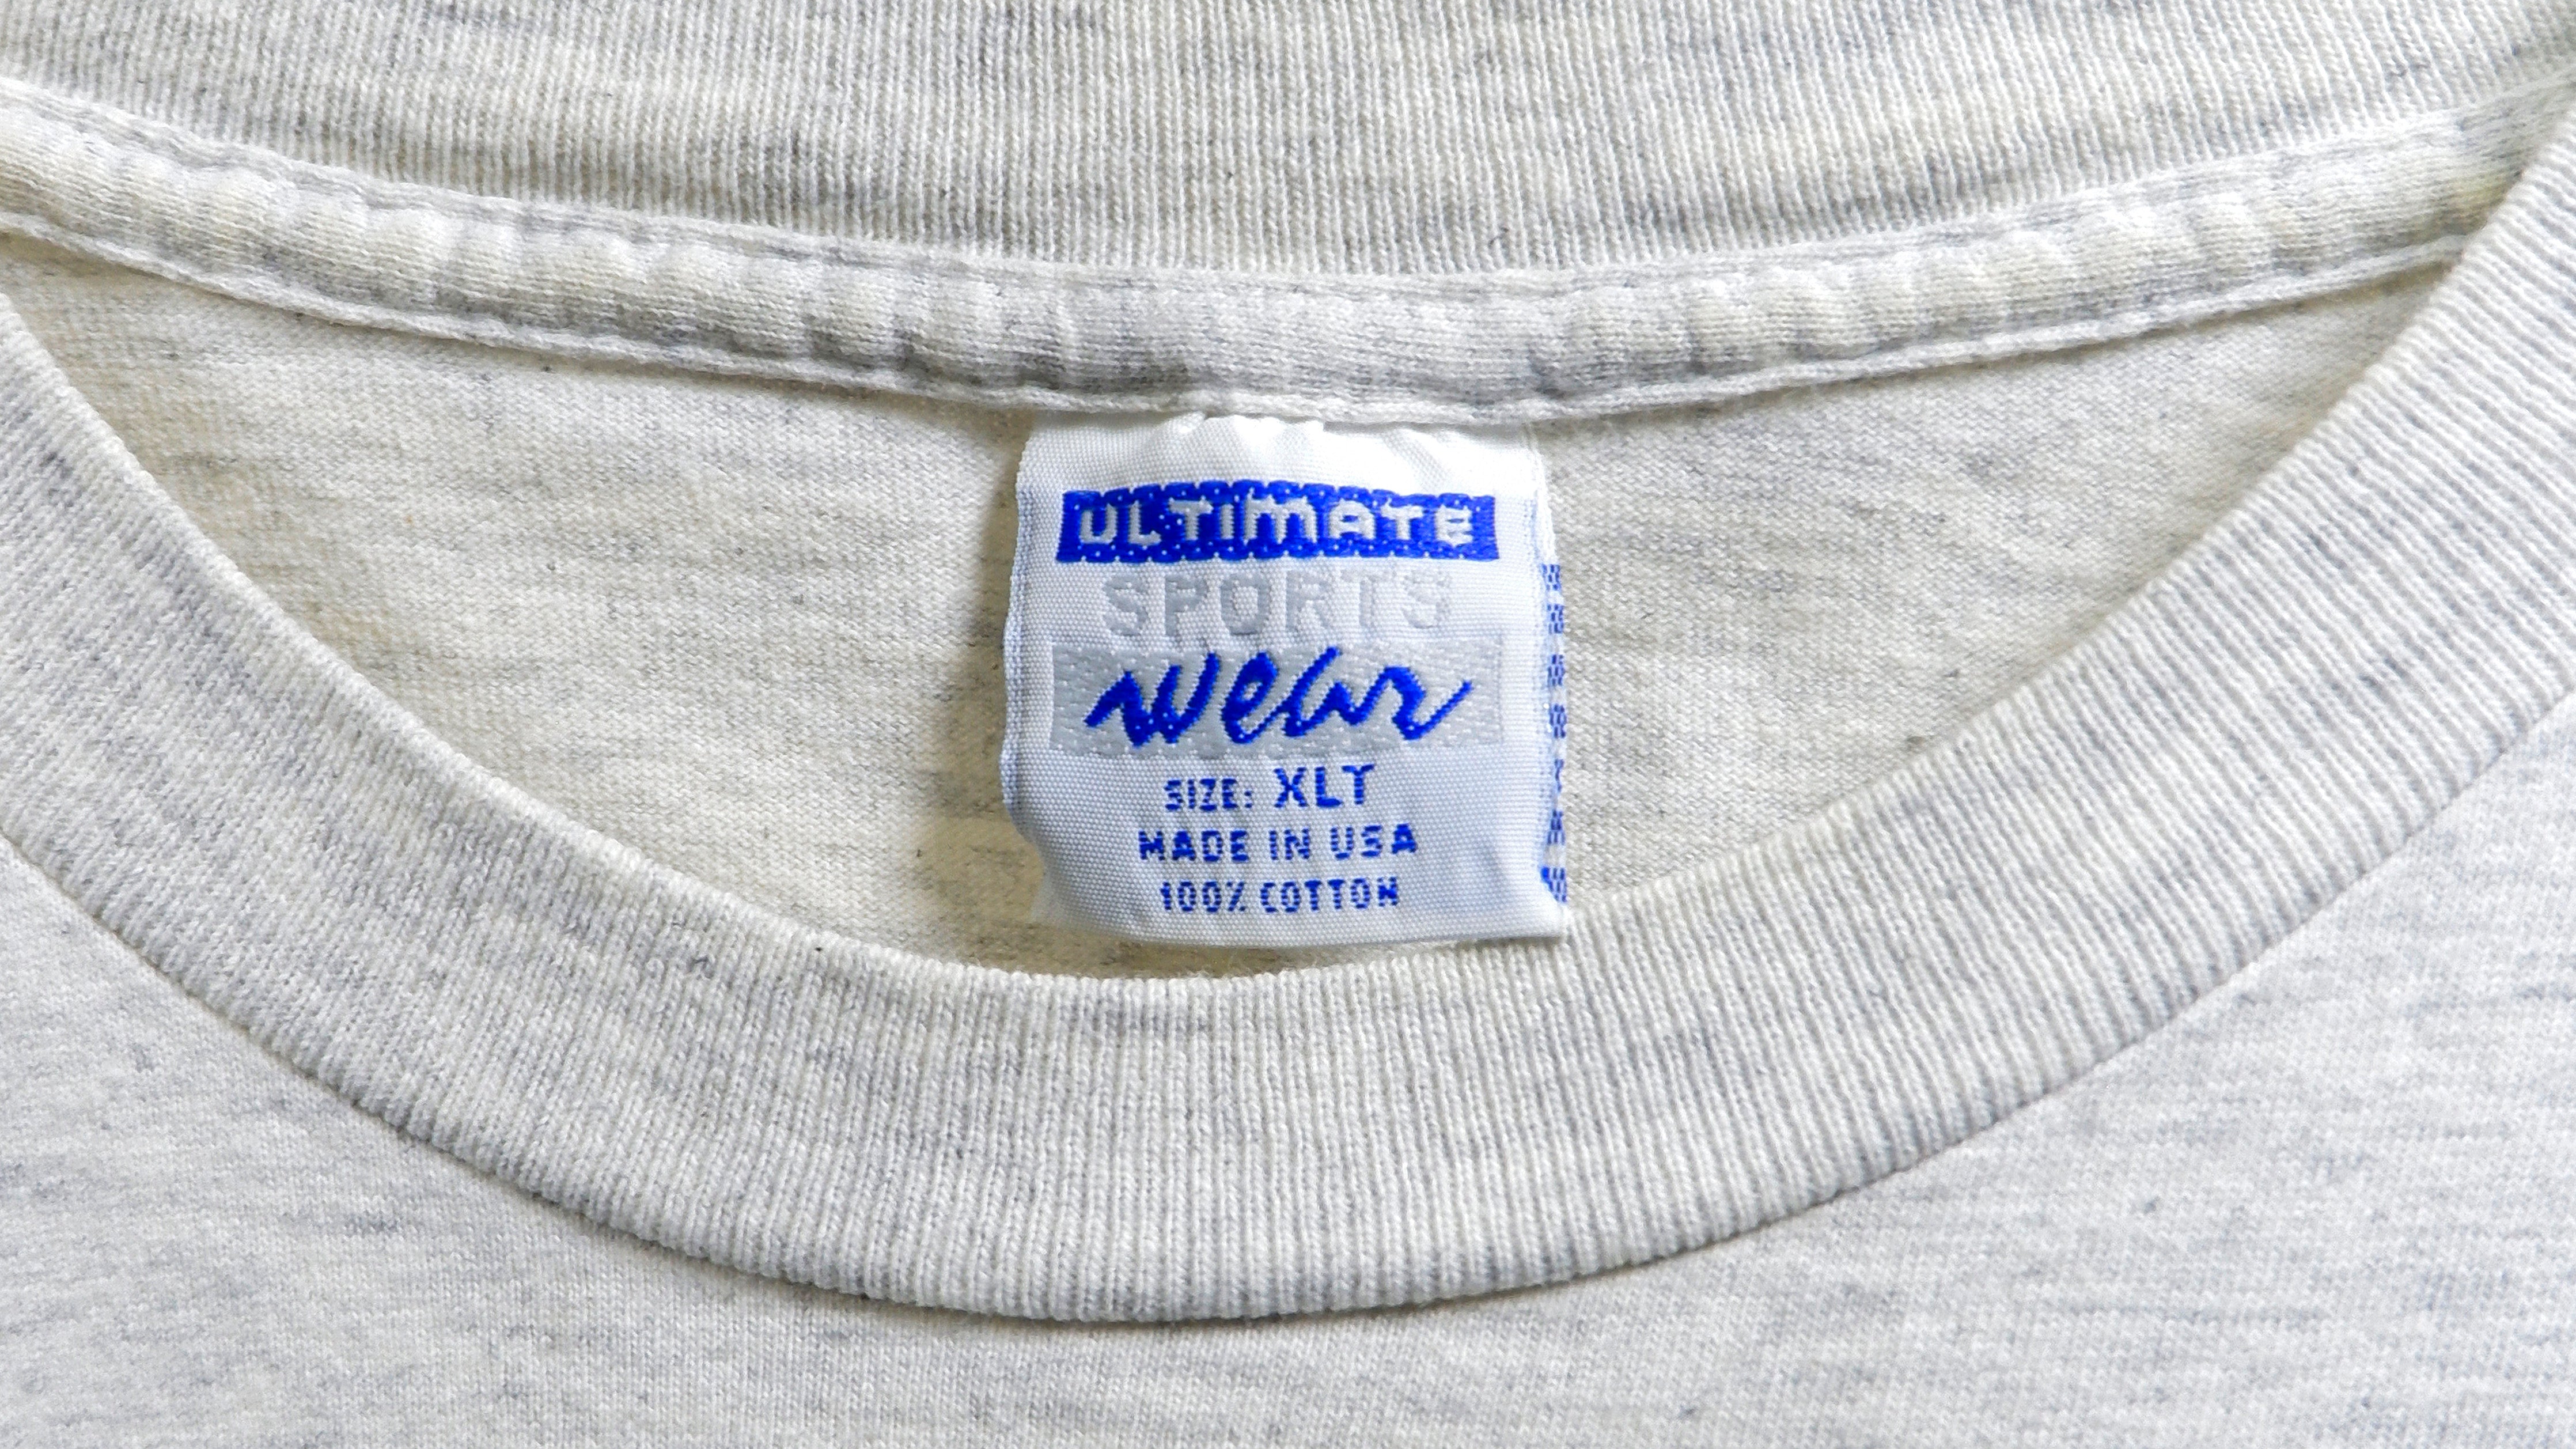 ULTIMATE
SPORTS
wear
SIZE: XLT
MADE IN USA
100% COTTON